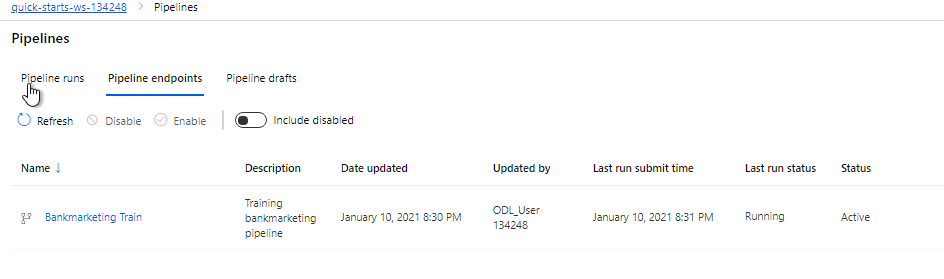 quick-starts-ws-134248 > Pipelines
Pipelines
Pipeline runs Pipeline endpoints Pipeline drafts
Refresh Disable Enable Include disabled
Name ↓ Description Date updated Updated by Last run submit time Last run status Status
Bankmarketing Train Training bankmarketing pipeline January 10, 2021 8:30 PM ODL_User 134248 January 10, 2021 8:31 PM Running Active